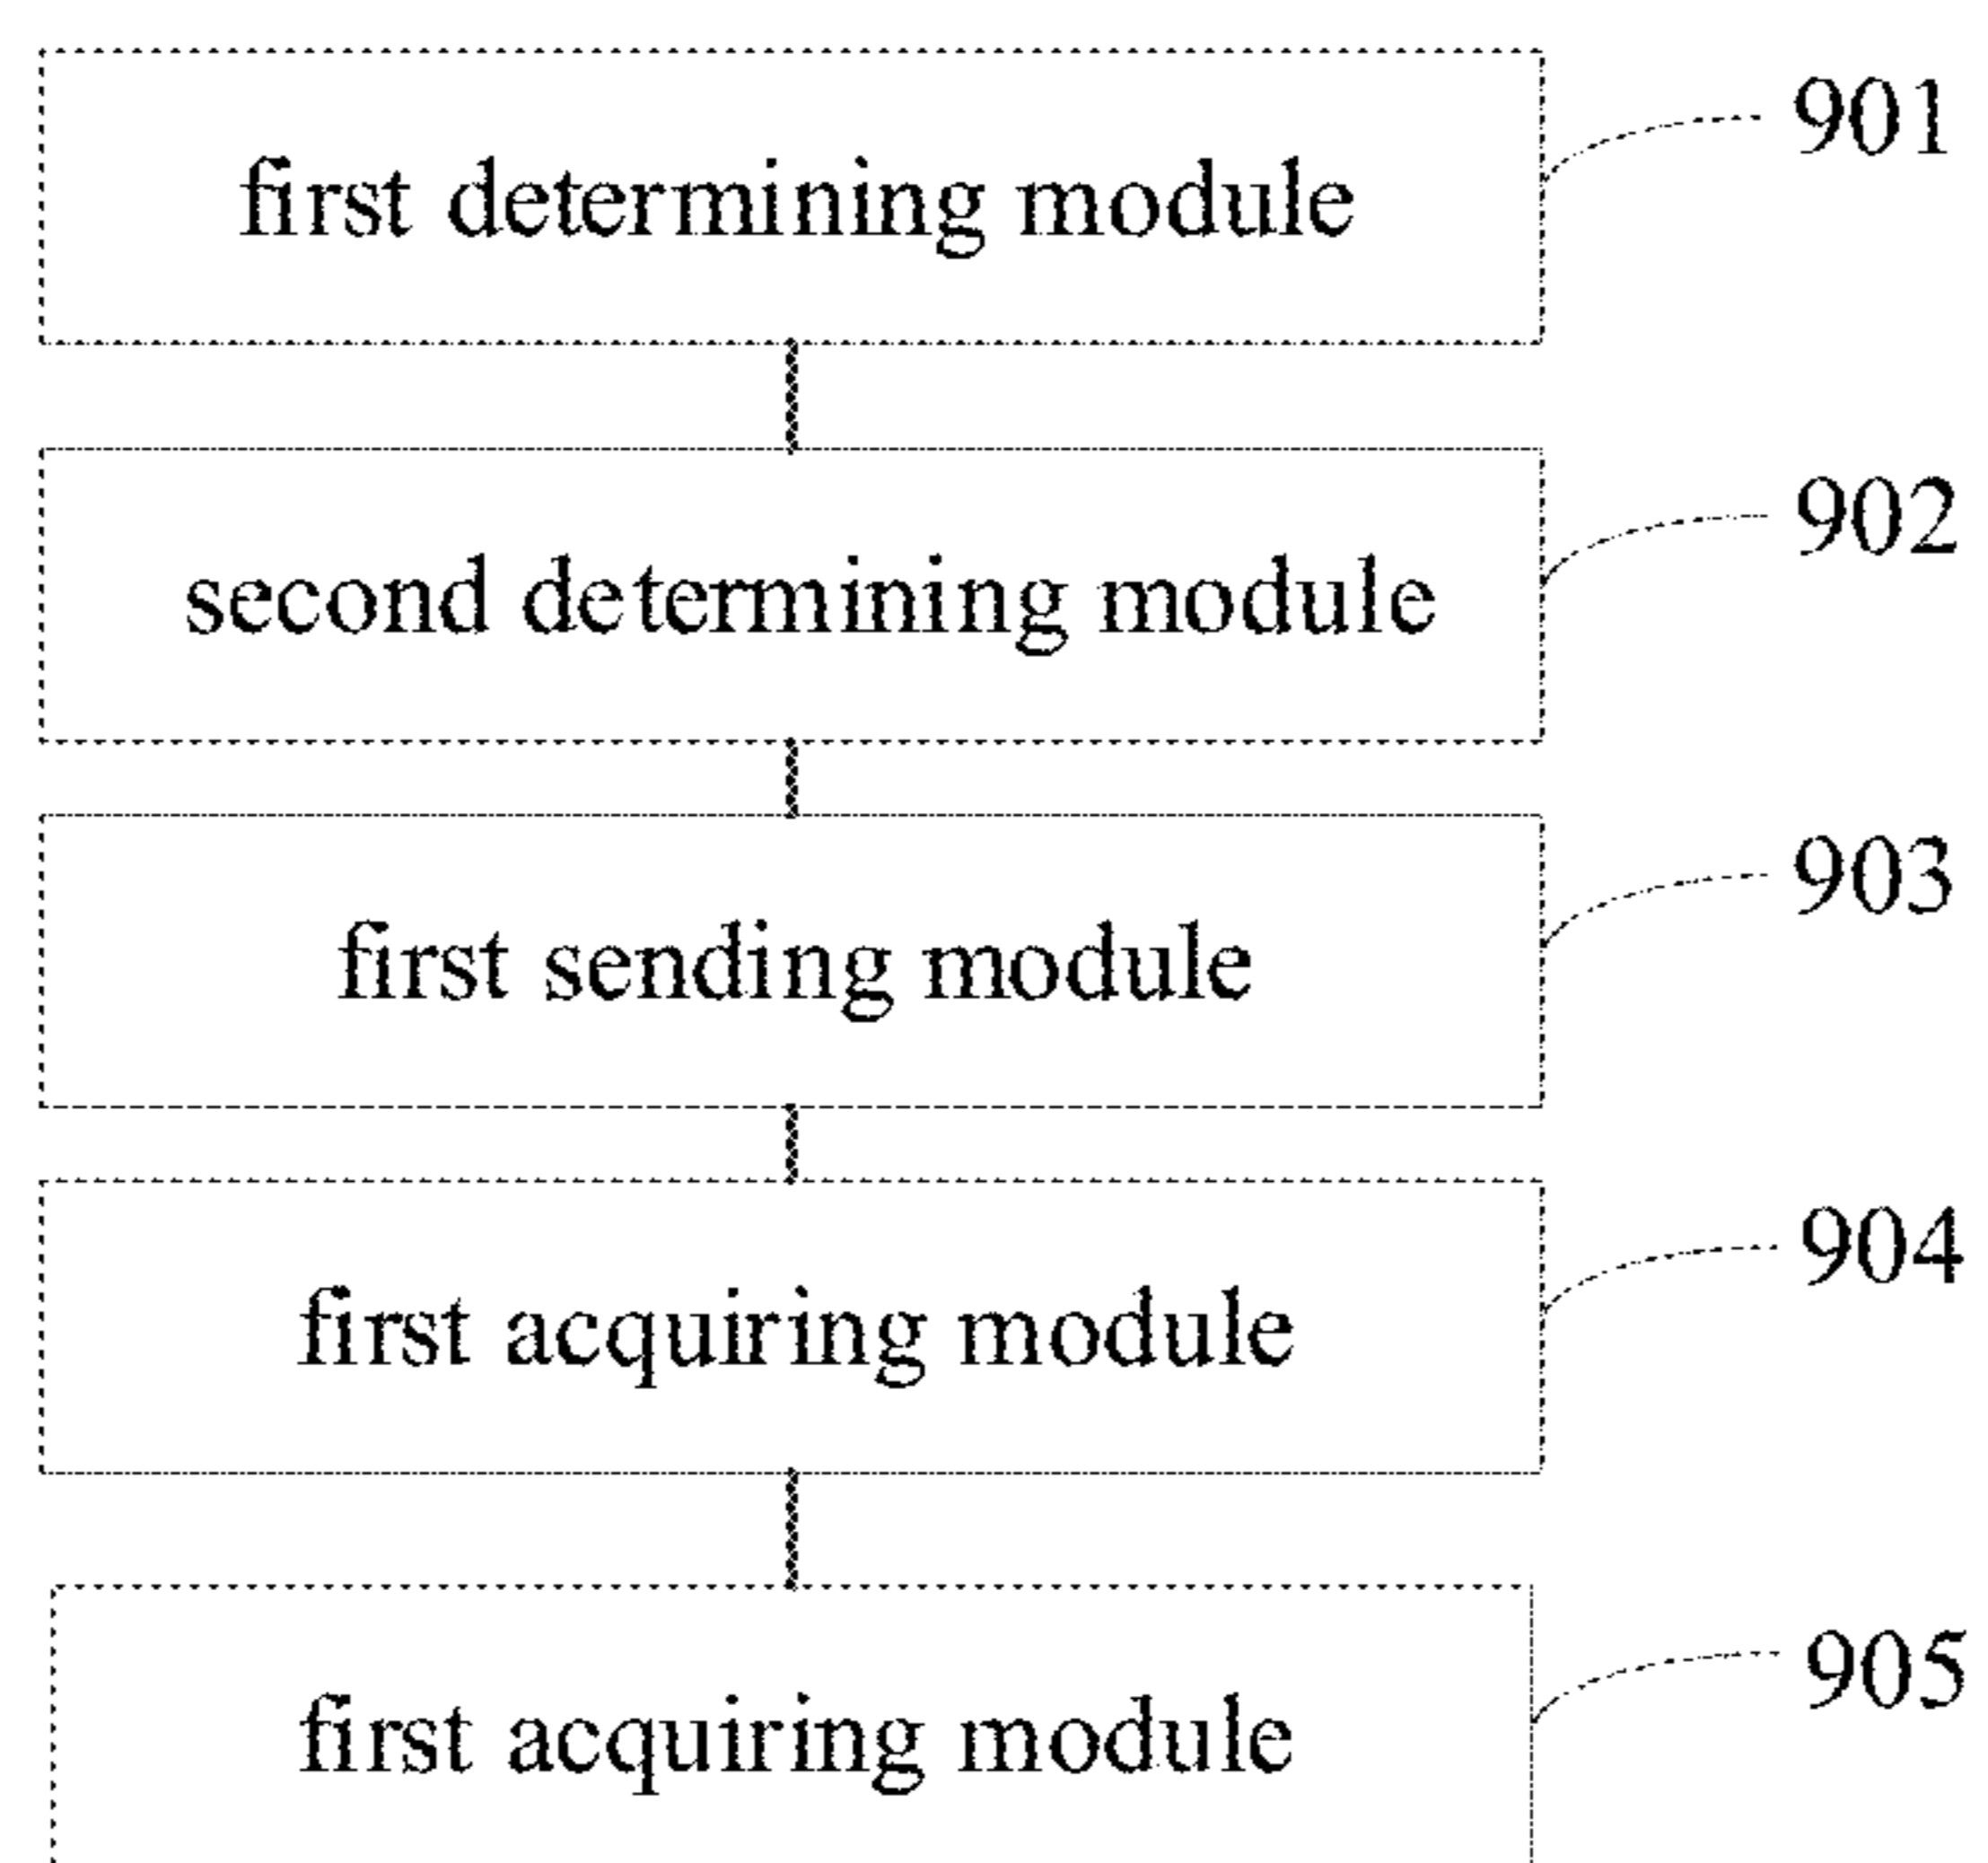 first determining module 901
second determining module 902
first sending module 903
first acquiring module 904
first acquiring module 905